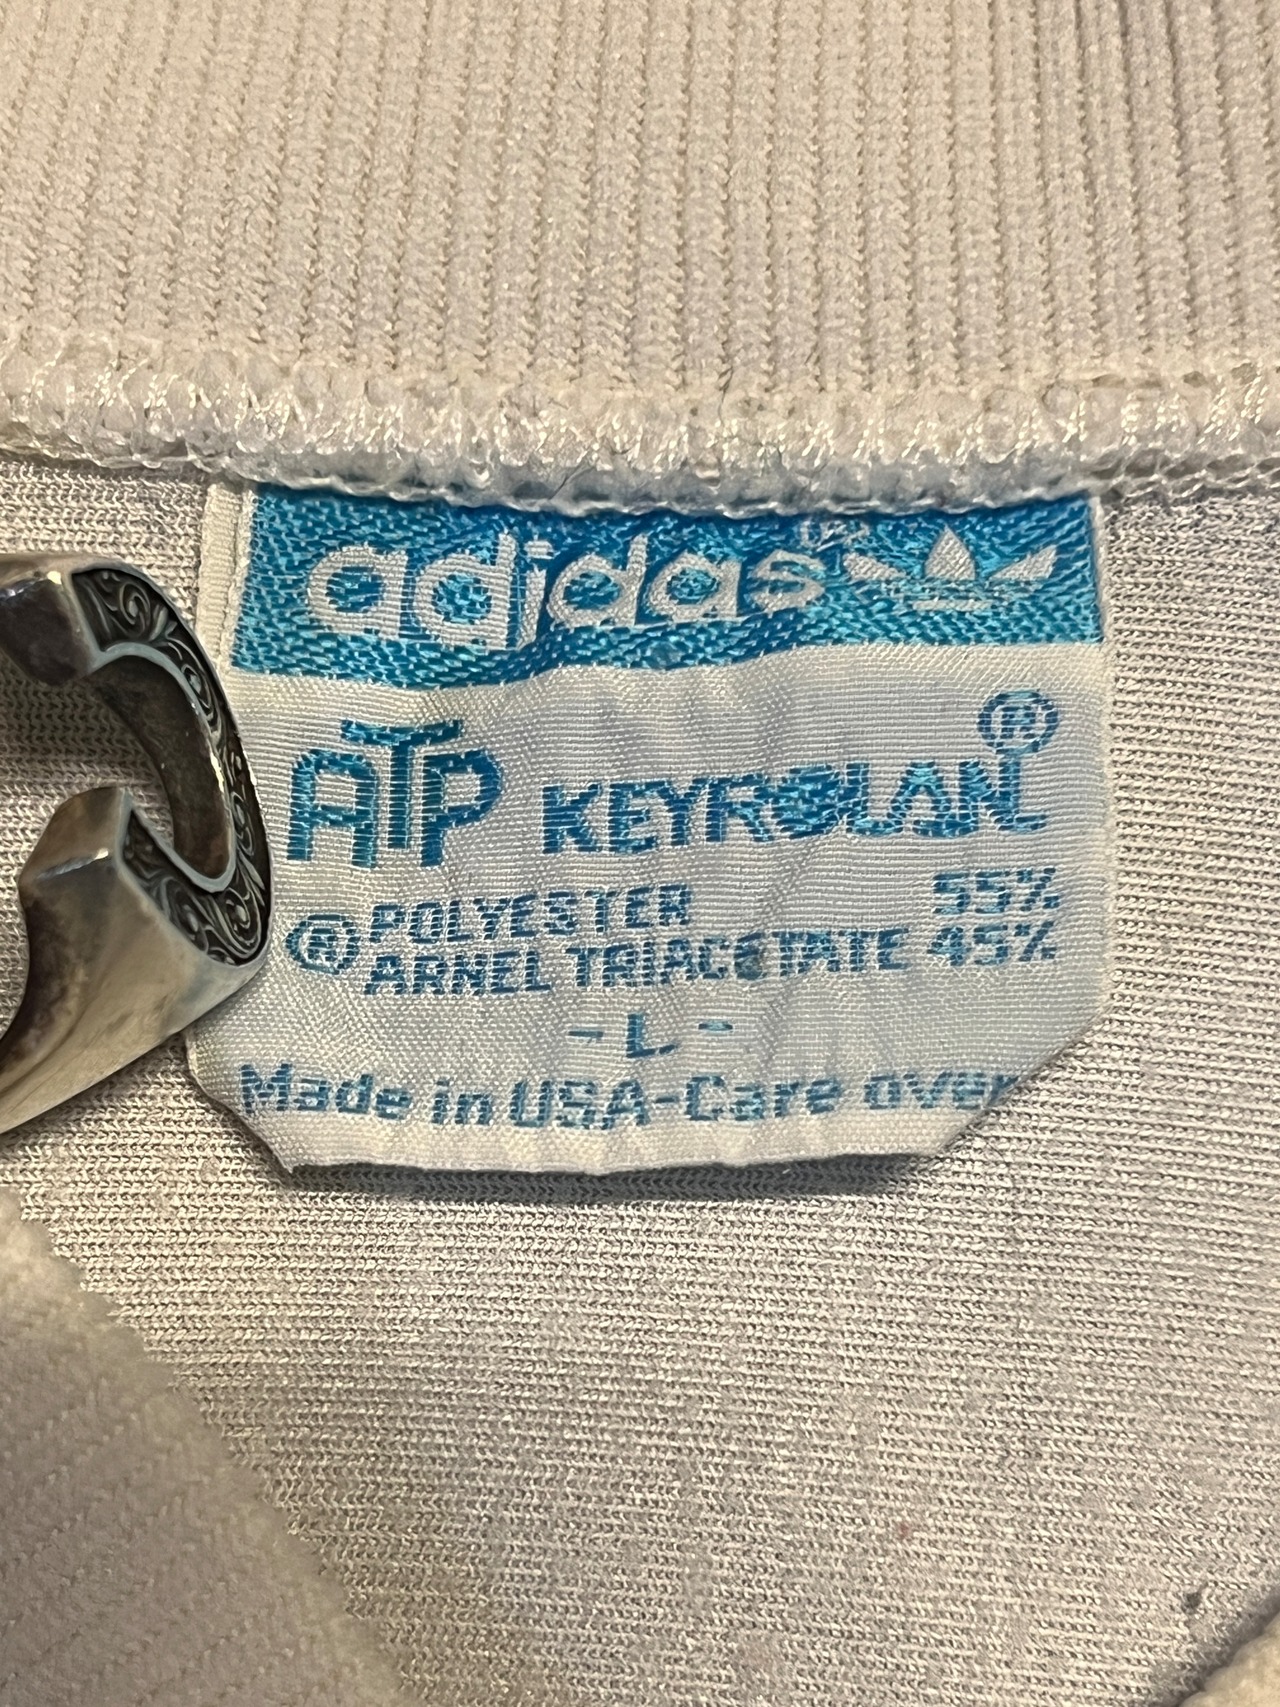 adidas®
ATP KEYROLAN®
POLYESTER 55%
® ARNEL TRIACETATE 45%
- L -
Made in USA-Care over